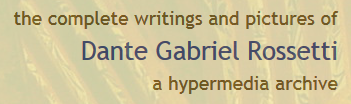 the complete writings and pictures of
Dante Gabriel Rossetti
a hypermedia archive